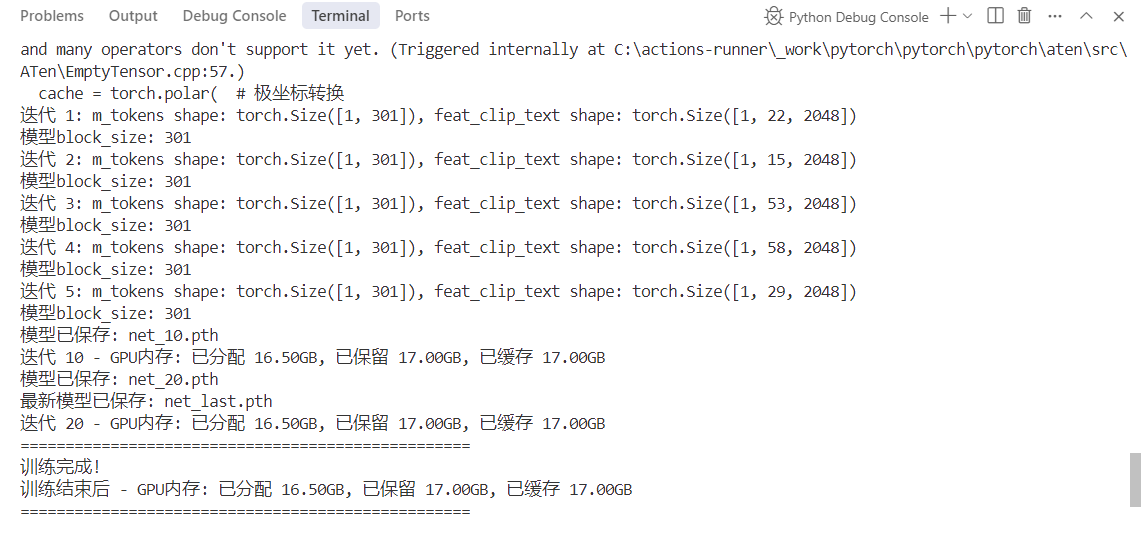 Problems Output Debug Console Terminal Ports Python Debug Console
and many operators don't support it yet. (Triggered internally at C:\actions-runner\_work\pytorch\pytorch\pytorch\aten\src\
ATen\EmptyTensor.cpp:57.)
  cache = torch.polar(  # 极坐标转换
迭代 1: m_tokens shape: torch.Size([1, 301]), feat_clip_text shape: torch.Size([1, 22, 2048])
模型block_size: 301
迭代 2: m_tokens shape: torch.Size([1, 301]), feat_clip_text shape: torch.Size([1, 15, 2048])
模型block_size: 301
迭代 3: m_tokens shape: torch.Size([1, 301]), feat_clip_text shape: torch.Size([1, 53, 2048])
模型block_size: 301
迭代 4: m_tokens shape: torch.Size([1, 301]), feat_clip_text shape: torch.Size([1, 58, 2048])
模型block_size: 301
迭代 5: m_tokens shape: torch.Size([1, 301]), feat_clip_text shape: torch.Size([1, 29, 2048])
模型block_size: 301
模型已保存: net_10.pth
迭代 10 - GPU内存: 已分配 16.50GB, 已保留 17.00GB, 已缓存 17.00GB
模型已保存: net_20.pth
最新模型已保存: net_last.pth
迭代 20 - GPU内存: 已分配 16.50GB, 已保留 17.00GB, 已缓存 17.00GB
==================================================
训练完成!
训练结束后 - GPU内存: 已分配 16.50GB, 已保留 17.00GB, 已缓存 17.00GB
==================================================